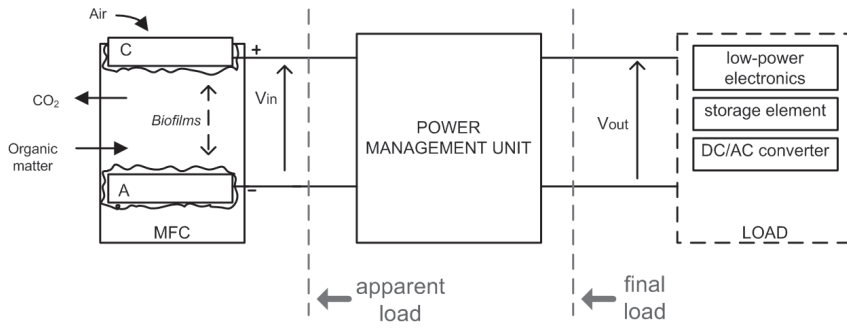 Air
C
+
CO2
Biofilms
Organic
matter
A
–
MFC
Vin
POWER
MANAGEMENT UNIT
Vout
low-power
electronics
storage element
DC/AC converter
LOAD
apparent
load
final
load